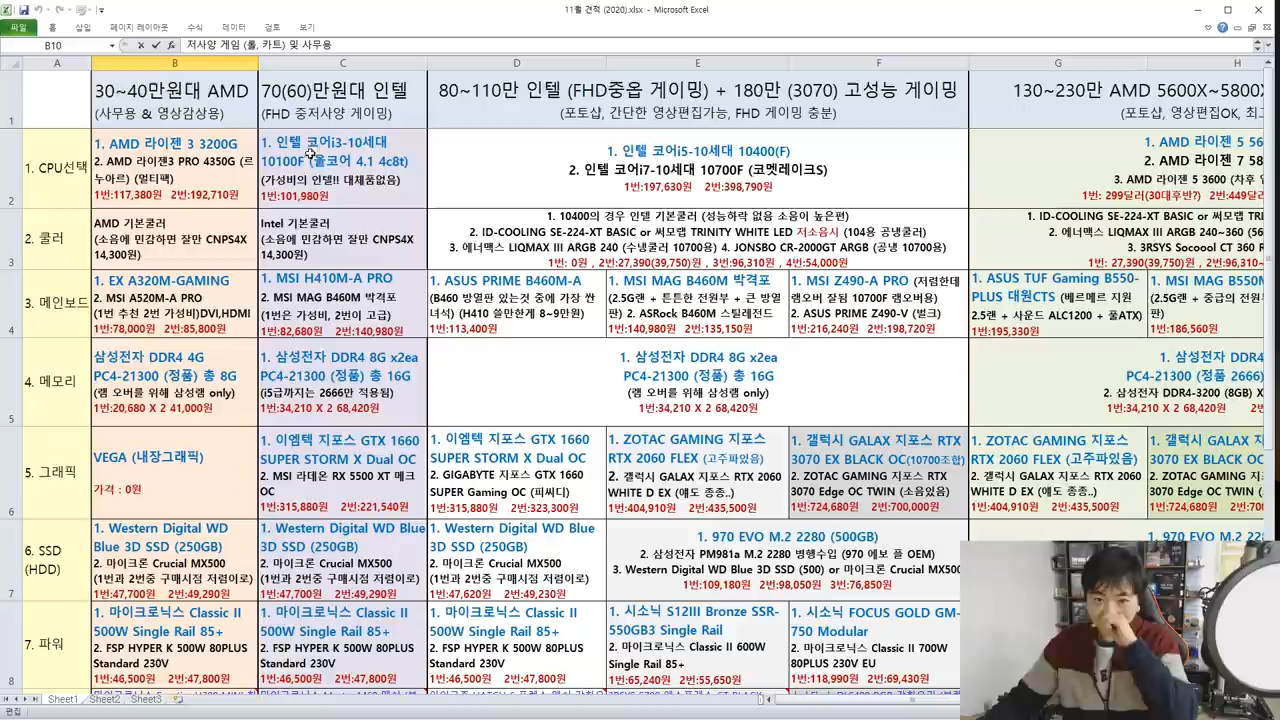 11월 견적 (2020).xlsx - Microsoft Excel
파일 홈 삽입 페이지 레이아웃 수식 데이터 검토 보기
B10 저사양 게임 (롤, 카트) 및 사무용
A B C D E F G H
1
30~40만원대 AMD
(사무용 & 영상감상용)
70(60)만원대 인텔
(FHD 중저사양 게이밍)
80~110만 인텔 (FHD중옵 게이밍) + 180만 (3070) 고성능 게이밍
(포토샵, 간단한 영상편집가능, FHD 게이밍 충분)
130~230만 AMD 5600X~5800X
(포토샵, 영상편집OK, 최고
2
1. CPU선택
1. AMD 라이젠 3 3200G
2. AMD 라이젠3 PRO 4350G (르
누아르) (멀티팩)
1번:117,380원 2번:192,710원
1. 인텔 코어i3-10세대
10100F (쿨코어 4.1 4c8t)
(가성비의 인텔!! 대체품없음)
1번:101,980원
1. 인텔 코어i5-10세대 10400(F)
2. 인텔 코어i7-10세대 10700F (코멧레이크S)
1번:197,630원 2번:398,790원
1. AMD 라이젠 5 56
2. AMD 라이젠 7 58
3. AMD 라이젠 5 3600 (차후 업
1번: 299달러(30대후반?) 2번:449달
3
2. 쿨러
AMD 기본쿨러
(소음에 민감하면 잘만 CNPS4X
14,300원)
Intel 기본쿨러
(소음에 민감하면 잘만 CNPS4X
14,300원)
1. 10400의 경우 인텔 기본쿨러 (성능하락 없음 소음이 높은편)
2. ID-COOLING SE-224-XT BASIC or 써모랩 TRINITY WHITE LED 저소음시 (104용 공냉쿨러)
3. 에너맥스 LIQMAX III ARGB 240 (수냉쿨러 10700용) 4. JONSBO CR-2000GT ARGB (공냉 10700용)
1번: 0원 , 2번:27,390(39,750)원 , 3번:96,310원 , 4번:54,000원
1. ID-COOLING SE-224-XT BASIC or 써모랩 T
2. 에너맥스 LIQMAX III ARGB 240~360 (56
3. 3RSYS Socoool CT 360 R
1번: 27,390(39,750)원 , 2번:96,310~
4
3. 메인보드
1. EX A320M-GAMING
2. MSI A520M-A PRO
(1번 추천 2번 가성비)DVI,HDMI
1번:78,000원 2번:85,800원
1. MSI H410M-A PRO
2. MSI MAG B460M 박격포
(1번은 가성비, 2번이 고급)
1번:82,680원 2번:140,980원
1. ASUS PRIME B460M-A
(B460 방열판 있는것 중에 가장 싼
녀석) (H410 쓸만한게 8~9만원)
1번:113,400원
1. MSI MAG B460M 박격포
(2.5G랜 + 튼튼한 전원부 + 큰 방열
판) 2. ASRock B460M 스틸레전드
1번:140,980원 2번:135,150원
1. MSI Z490-A PRO (저렴한데
램오버 잘됨 10700F 램오버용)
2. ASUS PRIME Z490-V (벌크)
1번:216,240원 2번:198,720원
1. ASUS TUF Gaming B550-
PLUS 대원CTS (베르메르 지원
2.5랜 + 사운드 ALC1200 + 풀ATX)
1번:195,330원
1. MSI MAG B550M
(2.5G랜 + 중급의 전원부
판)
1번:186,560원
5
4. 메모리
1. 삼성전자 DDR4 4G
PC4-21300 (정품) 총 8G
(램 오버를 위해 삼성램 only)
1번:20,680 X 2 41,000원
1. 삼성전자 DDR4 8G x2ea
PC4-21300 (정품) 총 16G
(i5급까지는 2666만 적용됨)
1번:34,210 X 2 68,420원
1. 삼성전자 DDR4 8G x2ea
PC4-21300 (정품) 총 16G
(램 오버를 위해 삼성램 only)
1번:34,210 X 2 68,420원
1. 삼성전자 DDR4
PC4-21300 (정품 2666)
2. 삼성전자 DDR4-3200 (8GB) X
1번:34,210 X 2 68,420원
6
5. 그래픽
VEGA (내장그래픽)
가격 : 0원
1. 이엠텍 지포스 GTX 1660
SUPER STORM X Dual OC
2. MSI 라데온 RX 5500 XT 메크
OC
1번:315,880원 2번:221,540원
1. 이엠텍 지포스 GTX 1660
SUPER STORM X Dual OC
2. GIGABYTE 지포스 GTX 1660
SUPER Gaming OC (피씨디)
1번:315,880원 2번:323,300원
1. ZOTAC GAMING 지포스
RTX 2060 FLEX (고주파있음)
2. 갤럭시 GALAX 지포스 RTX 2060
WHITE D EX (얘도 종종..)
1번:404,910원 2번:435,500원
1. 갤럭시 GALAX 지포스 RTX
3070 EX BLACK OC(10700조합)
2. ZOTAC GAMING 지포스 RTX
3070 Edge OC TWIN (소음있음)
1번:724,680원 2번:700,000원
1. ZOTAC GAMING 지포스
RTX 2060 FLEX (고주파있음)
2. 갤럭시 GALAX 지포스 RTX 2060
WHITE D EX (얘도 종종..)
1번:404,910원 2번:435,500원
1. 갤럭시 GALAX 지
3070 EX BLACK OC
2. ZOTAC GAMING 지포
3070 Edge OC TWIN (소
1번:724,680원 2번:700
7
6. SSD
(HDD)
1. Western Digital WD
Blue 3D SSD (250GB)
2. 마이크론 Crucial MX500
(1번과 2번중 구매시점 저렴이로)
1번:47,700원 2번:49,290원
1. Western Digital WD Blue
3D SSD (250GB)
2. 마이크론 Crucial MX500
(1번과 2번중 구매시점 저렴이로)
1번:47,700원 2번:49,290원
1. Western Digital WD Blue
3D SSD (250GB)
2. 마이크론 Crucial MX500
(1번과 2번중 구매시점 저렴이로)
1번:47,620원 2번:49,230원
1. 970 EVO M.2 2280 (500GB)
2. 삼성전자 PM981a M.2 2280 병행수입 (970 에보 플 OEM)
3. Western Digital WD Blue 3D SSD (500) or 마이크론 Crucial MX50
1번:109,180원 2번:98,050원 3번:76,850원
1. 970 EVO M.2 2280
8
7. 파워
1. 마이크로닉스 Classic II
500W Single Rail 85+
2. FSP HYPER K 500W 80PLUS
Standard 230V
1번:46,500원 2번:47,800원
1. 마이크로닉스 Classic II
500W Single Rail 85+
2. FSP HYPER K 500W 80PLUS
Standard 230V
1번:46,500원 2번:47,800원
1. 마이크로닉스 Classic II
500W Single Rail 85+
2. FSP HYPER K 500W 80PLUS
Standard 230V
1번:46,500원 2번:47,800원
1. 시소닉 S12III Bronze SSR-
550GB3 Single Rail
2. 마이크로닉스 Classic II 600W
Single Rail 85+
1번:65,240원 2번:55,650원
1. 시소닉 FOCUS GOLD GM-
750 Modular
2. 마이크로닉스 Classic II 700W
80PLUS 230V EU
1번:118,990원 2번:69,430원
Sheet1 Sheet2 Sheet3
편집